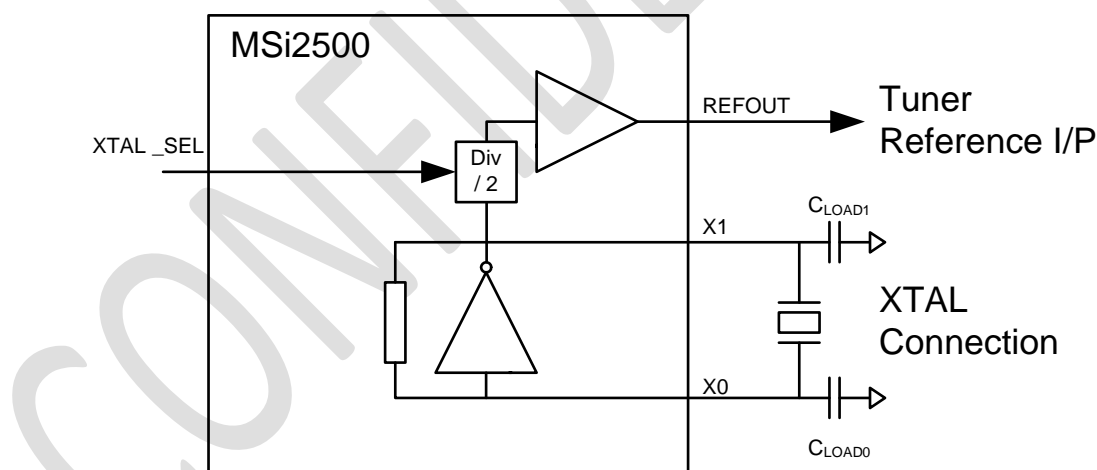 MSi2500
REFOUT
Tuner
Reference I/P
XTAL _SEL
Div
/ 2
CLOAD1
X1
XTAL
Connection
X0
CLOAD0